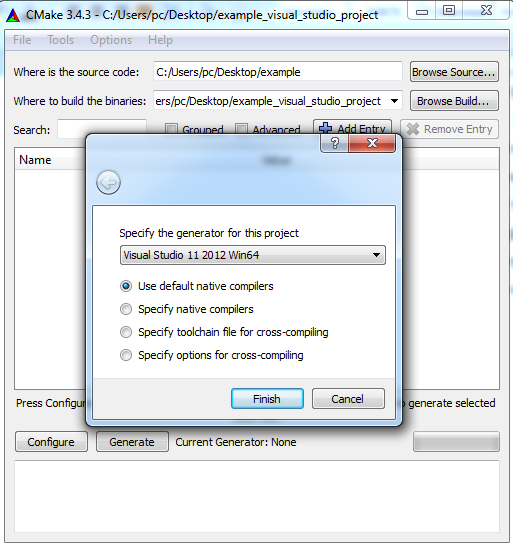 CMake 3.4.3 - C:/Users/pc/Desktop/example_visual_studio_project
File Tools Options Help
Where is the source code: C:/Users/pc/Desktop/example Browse Source...
Where to build the binaries: ers/pc/Desktop/example_visual_studio_project Browse Build...
Search: Grouped Advanced Add Entry Remove Entry
Name Value
Specify the generator for this project
Visual Studio 11 2012 Win64
Use default native compilers
Specify native compilers
Specify toolchain file for cross-compiling
Specify options for cross-compiling
Finish Cancel
Press Configu o generate selected
Configure Generate Current Generator: None